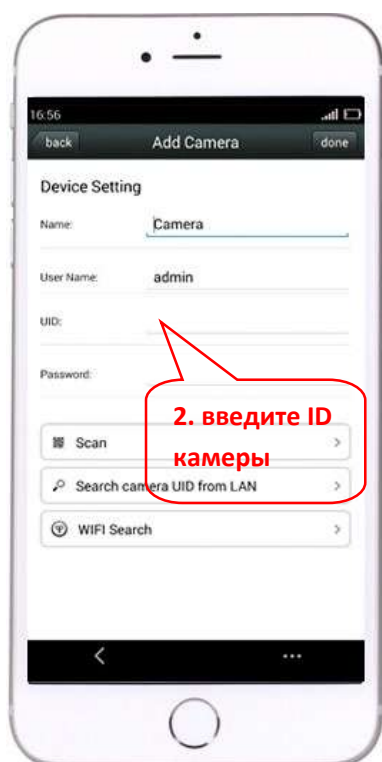 16:56
back Add Camera done
Device Setting
Name: Camera
User Name: admin
UID:
Password:
2. введите ID
камеры
Scan
Search camera UID from LAN
WIFI Search